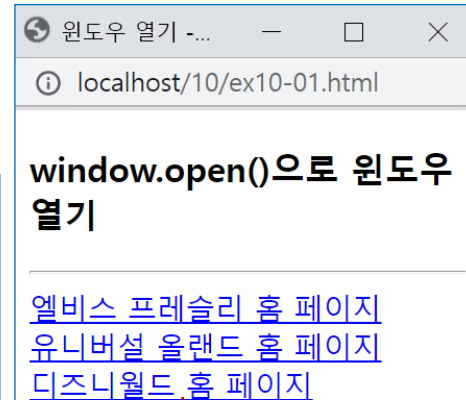 윈도우 열기 -...
localhost/10/ex10-01.html
window.open()으로 윈도우
열기
엘비스 프레슬리 홈 페이지
유니버설 올랜드 홈 페이지
디즈니월드 홈 페이지